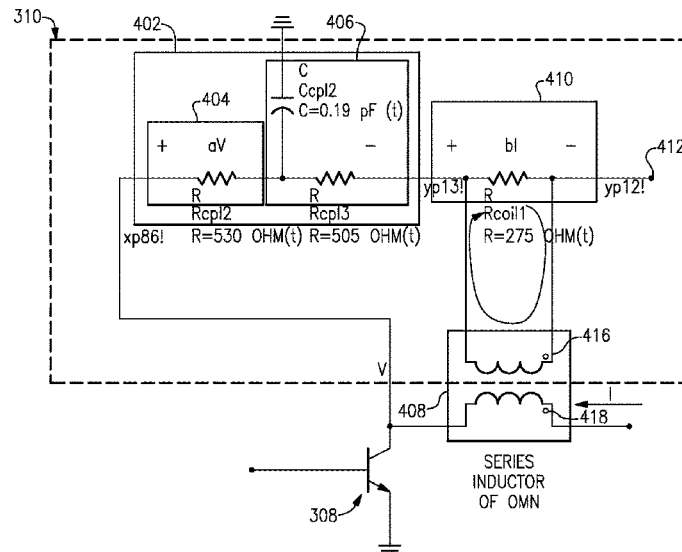 310
402
406
C
Ccpl2
C=0.19 pF (t)
404
410
+ aV
-
+ bI -
412
R
Rcpl2
R=530 OHM(t)
R
Rcpl3
R=505 OHM(t)
yp13!
R
Rcoil1
R=275 OHM(t)
yp12!
xp86!
416
V
408
I
418
308
SERIES
INDUCTOR
OF OMN